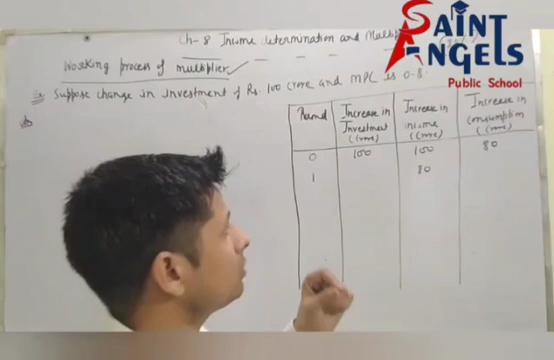 Ch-8 Income determination and Multip
SAINT
ANGELS
Public School
Working process of multiplier
Ex Suppose change in investment of Rs. 100 crore and MPC is 0.8.
Round
Increase in
Investment
(Crore)
Increase in
income
(Crore)
Increase in
consumption
(Crore)
0 100 100 80
1 80